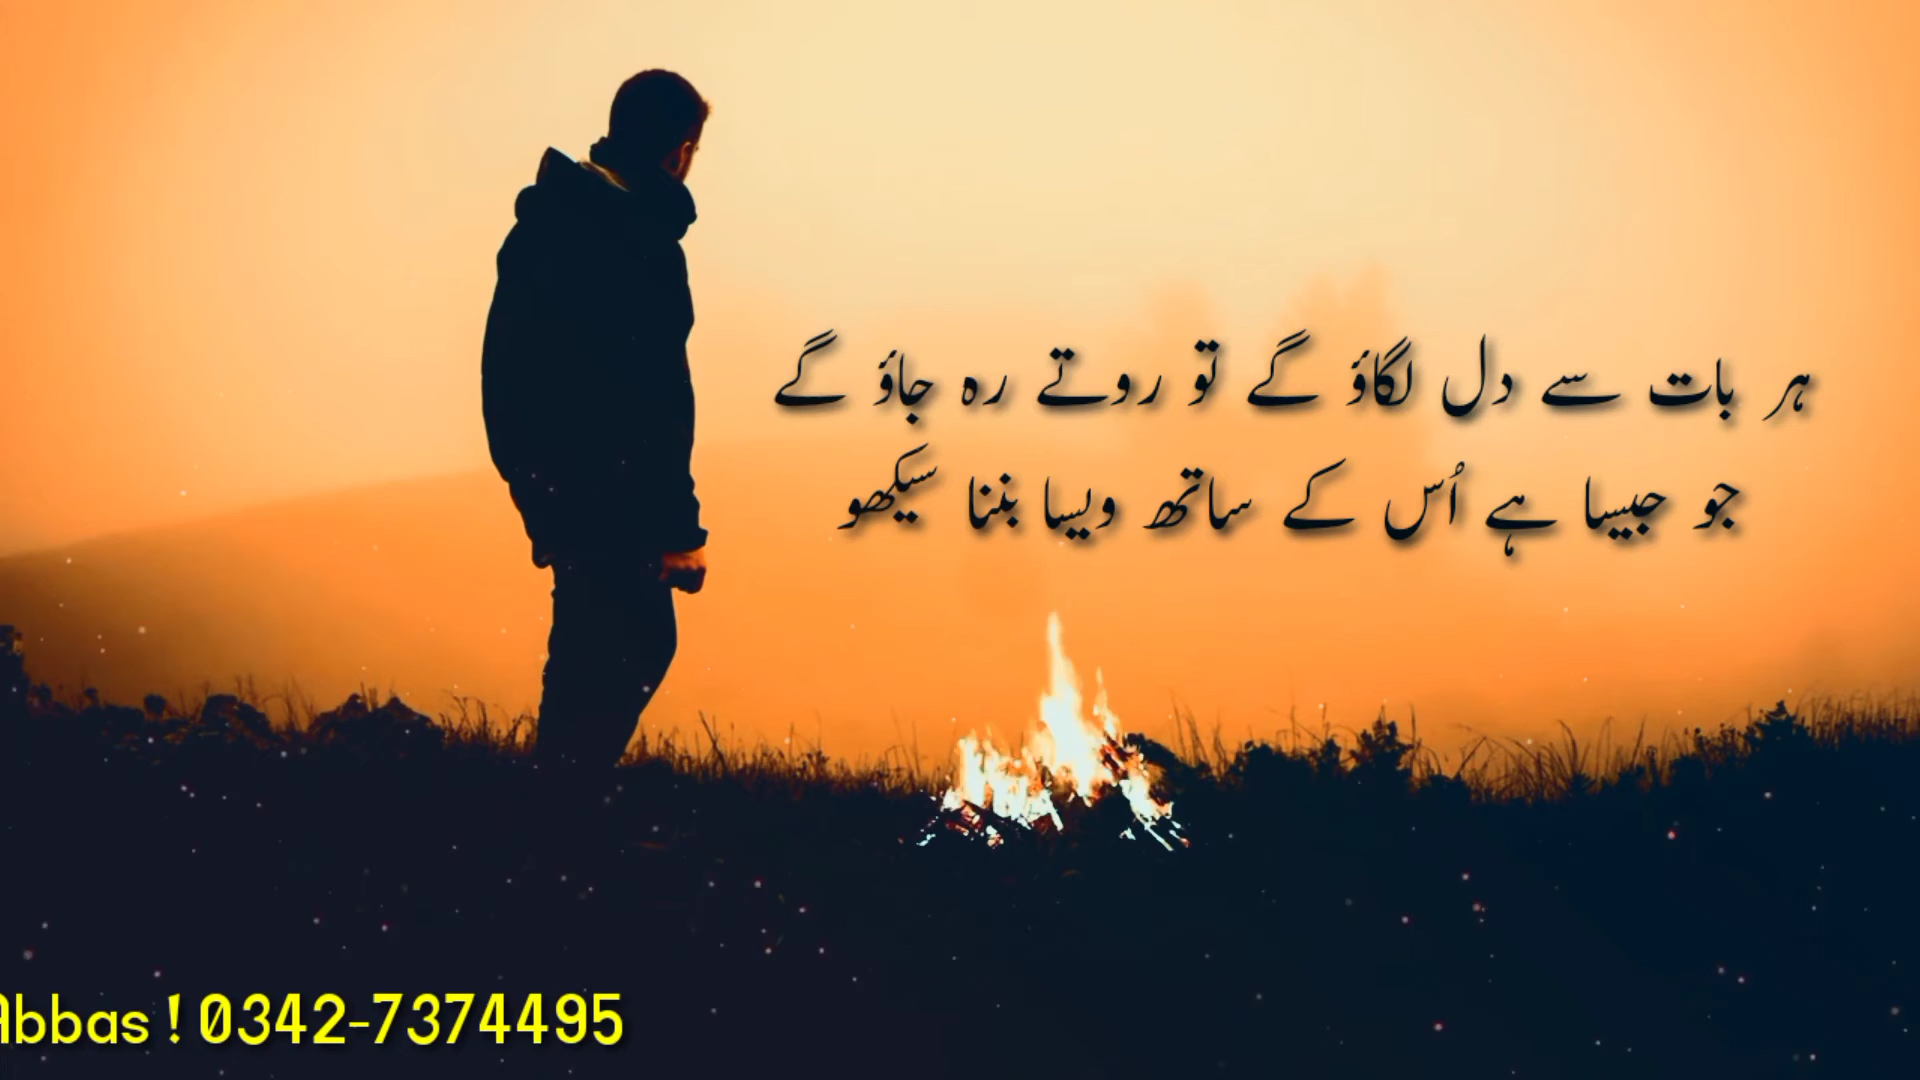 ہر بات سے دل لگاؤ گے تو روتے رہ جاؤ گے
جو جیسا ہے اُس کے ساتھ ویسا بننا سیکھو
Abbas ! 0342-7374495